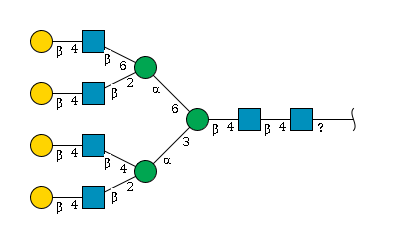 β 4 β 6
β 4 β 2 α
6
β 4 β 4 ?
3
β 4 β 4 α
β 4 β 2